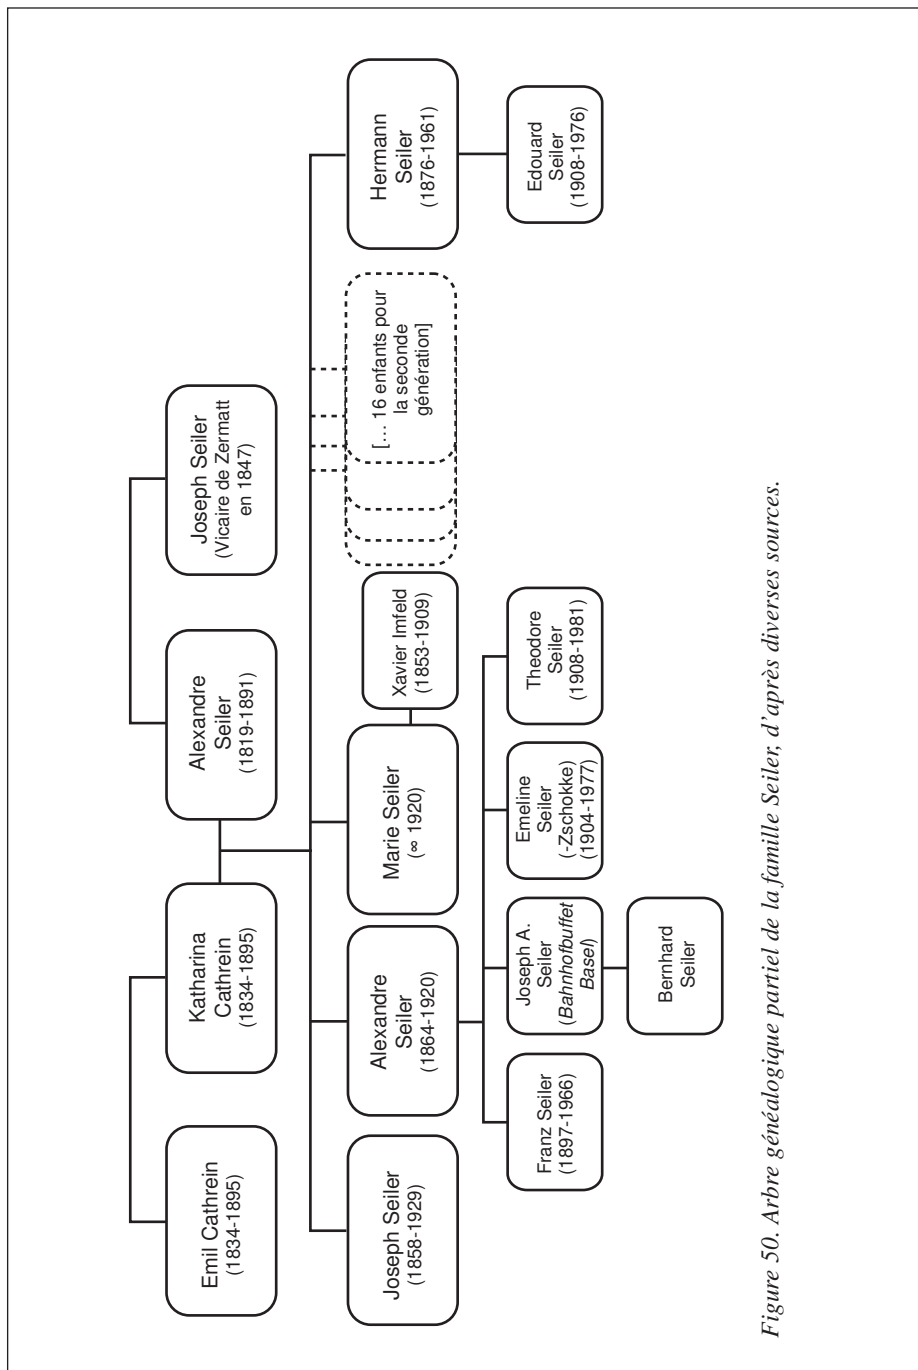 Emil Cathrein
(1834-1895)
Katharina
Cathrein
(1834-1895)
Alexandre
Seiler
(1819-1891)
Joseph Seiler
(Vicaire de Zermatt
en 1847)
Joseph Seiler
(1858-1929)
Alexandre
Seiler
(1864-1920)
Marie Seiler
(∞ 1920)
Xavier Imfeld
(1853-1909)
[… 16 enfants pour
la seconde
génération]
Hermann
Seiler
(1876-1961)
Franz Seiler
(1897-1966)
Joseph A.
Seiler
(Bahnhofbuffet
Basel)
Emeline
Seiler
(-Zschokke)
(1904-1977)
Theodore
Seiler
(1908-1981)
Edouard
Seiler
(1908-1976)
Bernhard
Seiler
Figure 50. Arbre généalogique partiel de la famille Seiler, d'après diverses sources.